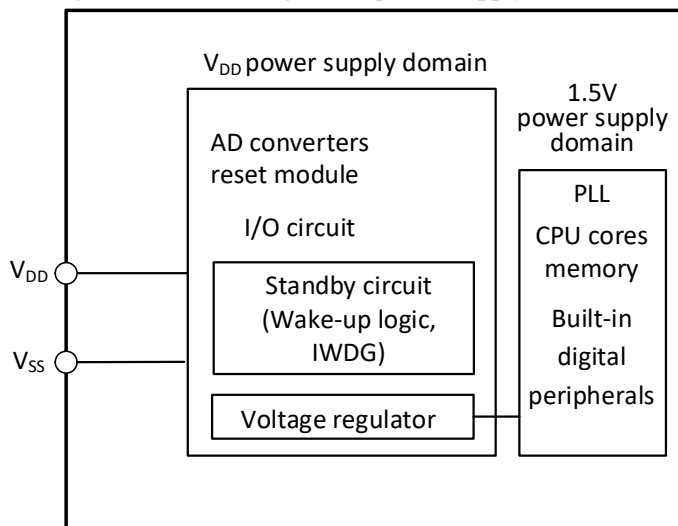 V_DD power supply domain
1.5V
power supply
domain
AD converters
reset module
I/O circuit
Standby circuit
(Wake-up logic,
IWDG)
Voltage regulator
PLL
CPU cores
memory
Built-in
digital
peripherals
V_DD
V_SS